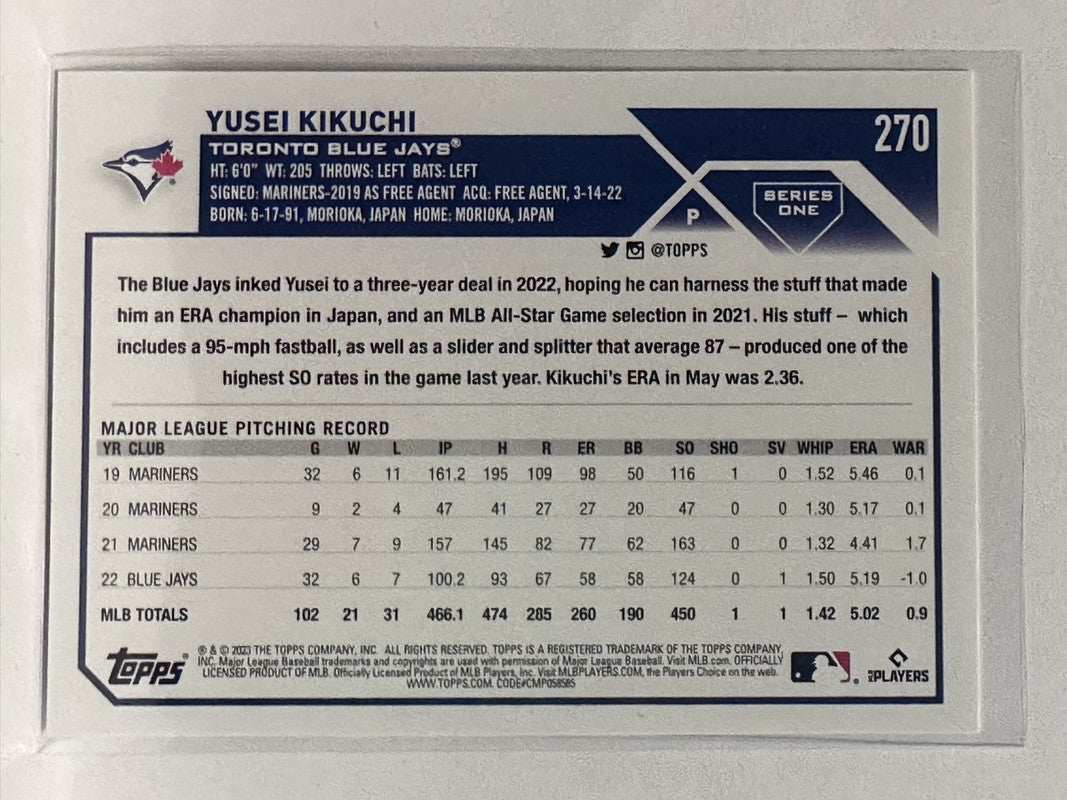 YUSEI KIKUCHI
270
TORONTO BLUE JAYS®
HT: 6'0" WT: 205 THROWS: LEFT BATS: LEFT
SIGNED: MARINERS-2019 AS FREE AGENT ACQ: FREE AGENT, 3-14-22
BORN: 6-17-91, MORIOKA, JAPAN HOME: MORIOKA, JAPAN
P
SERIES
ONE
@TOPPS
The Blue Jays inked Yusei to a three-year deal in 2022, hoping he can harness the stuff that made
him an ERA champion in Japan, and an MLB All-Star Game selection in 2021. His stuff – which
includes a 95-mph fastball, as well as a slider and splitter that average 87 – produced one of the
highest SO rates in the game last year. Kikuchi's ERA in May was 2.36.
MAJOR LEAGUE PITCHING RECORD
YR CLUB G W L IP H R ER BB SO SHO SV WHIP ERA WAR
19 MARINERS 32 6 11 161.2 195 109 98 50 116 1 0 1.52 5.46 0.1
20 MARINERS 9 2 4 47 41 27 27 20 47 0 0 1.30 5.17 0.1
21 MARINERS 29 7 9 157 145 82 77 62 163 0 0 1.32 4.41 1.7
22 BLUE JAYS 32 6 7 100.2 93 67 58 58 124 0 1 1.50 5.19 -1.0
MLB TOTALS 102 21 31 466.1 474 285 260 190 450 1 1 1.42 5.02 0.9
Topps®
® & © 2023 THE TOPPS COMPANY, INC. ALL RIGHTS RESERVED. TOPPS IS A REGISTERED TRADEMARK OF THE TOPPS COMPANY,
INC. Major League Baseball trademarks and copyrights are used with permission of Major League Baseball. Visit MLB.com. OFFICIALLY
LICENSED PRODUCT OF MLB. Officially Licensed Product of MLB Players, Inc. Visit MLBPLAYERS.COM, the Players Choice on the web.
WWW.TOPPS.COM. CODE#CMP058585
PLAYERS